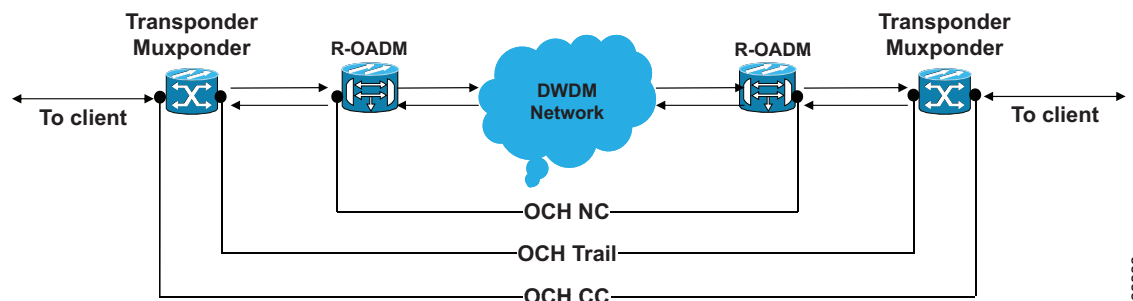 Transponder
Muxponder
R-OADM
To client
DWDM
Network
R-OADM
Transponder
Muxponder
To client
OCH NC
OCH Trail
OCH CC